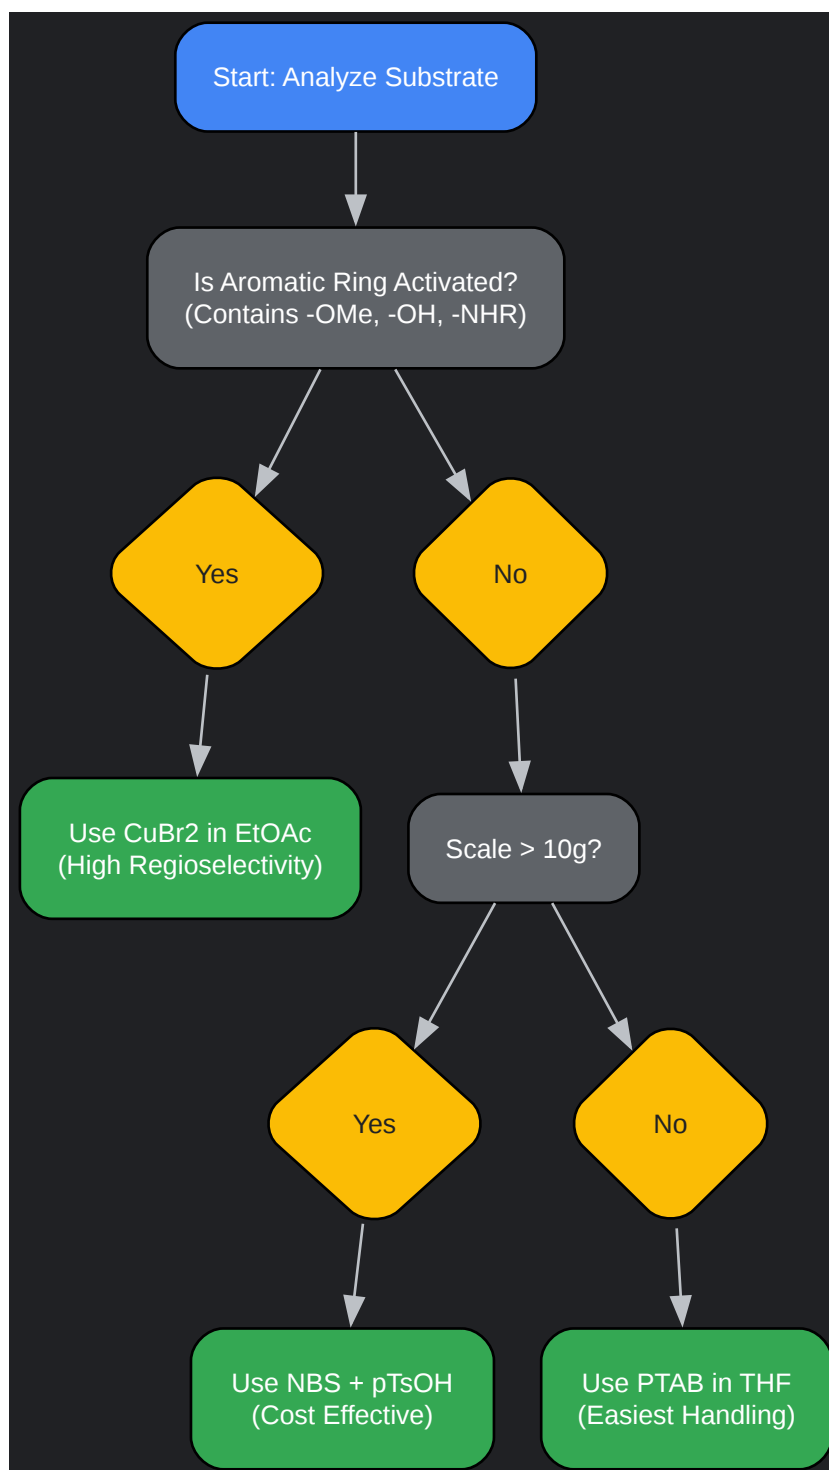 Start: Analyze Substrate
Is Aromatic Ring Activated?
(Contains -OMe, -OH, -NHR)
Yes
No
Use CuBr2 in EtOAc
(High Regioselectivity)
Scale > 10g?
Yes
No
Use NBS + pTsOH
(Cost Effective)
Use PTAB in THF
(Easiest Handling)